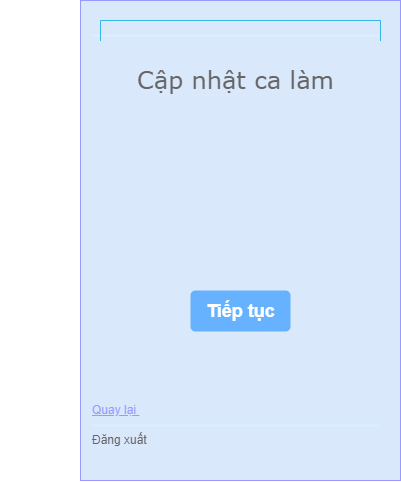 Cập nhật ca làm
Tiếp tục
Quay lại
Đăng xuất